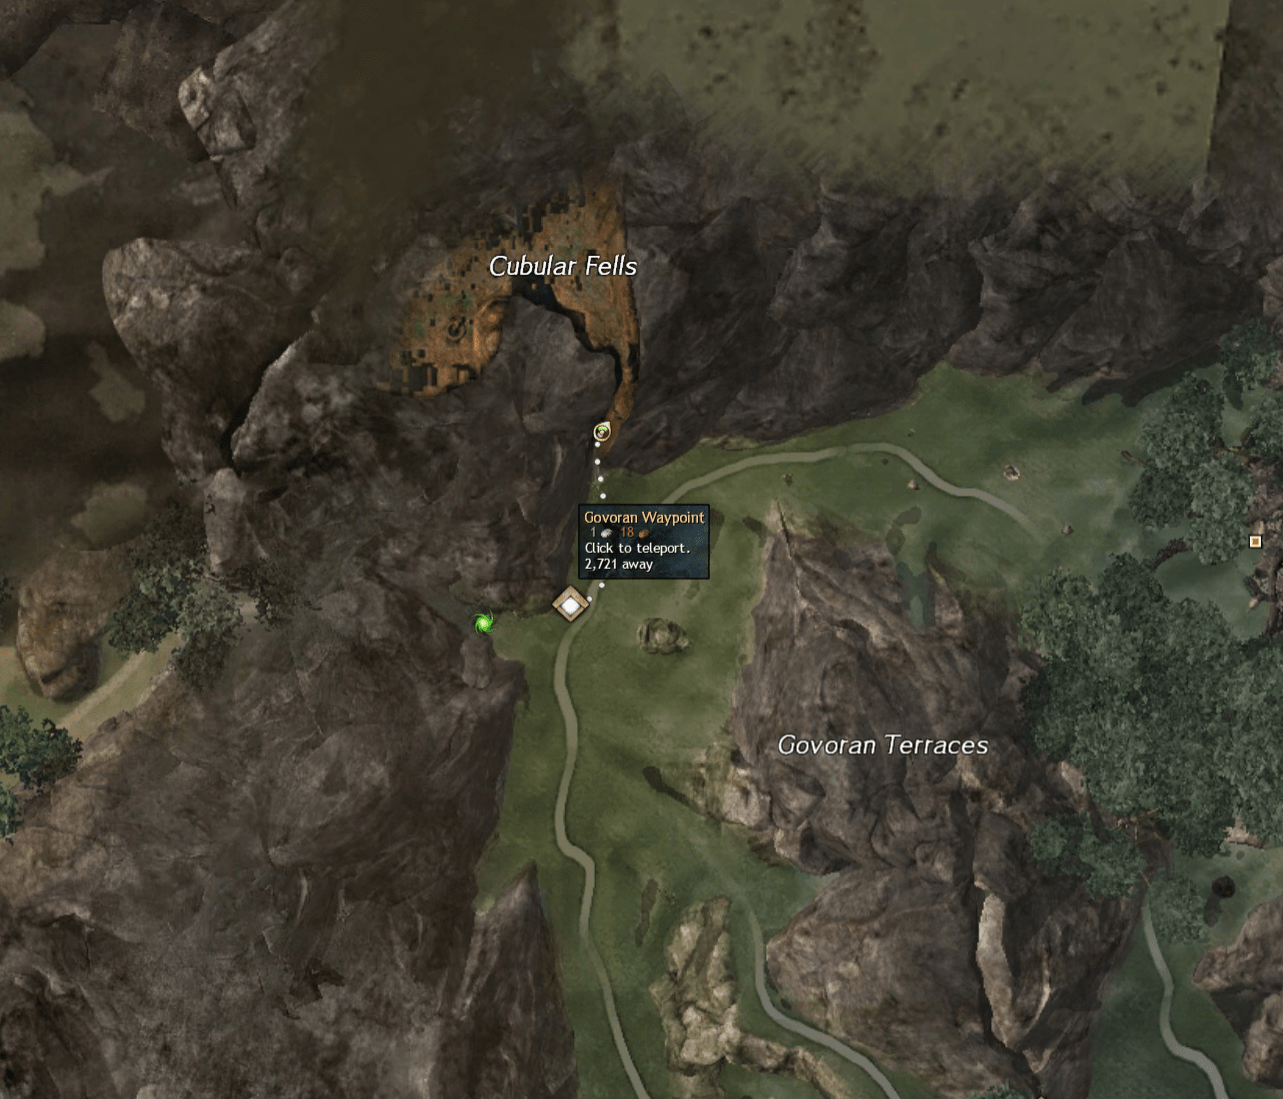 Cubular Fells
Govoran Waypoint
1 18
Click to teleport.
2,721 away
Govoran Terraces